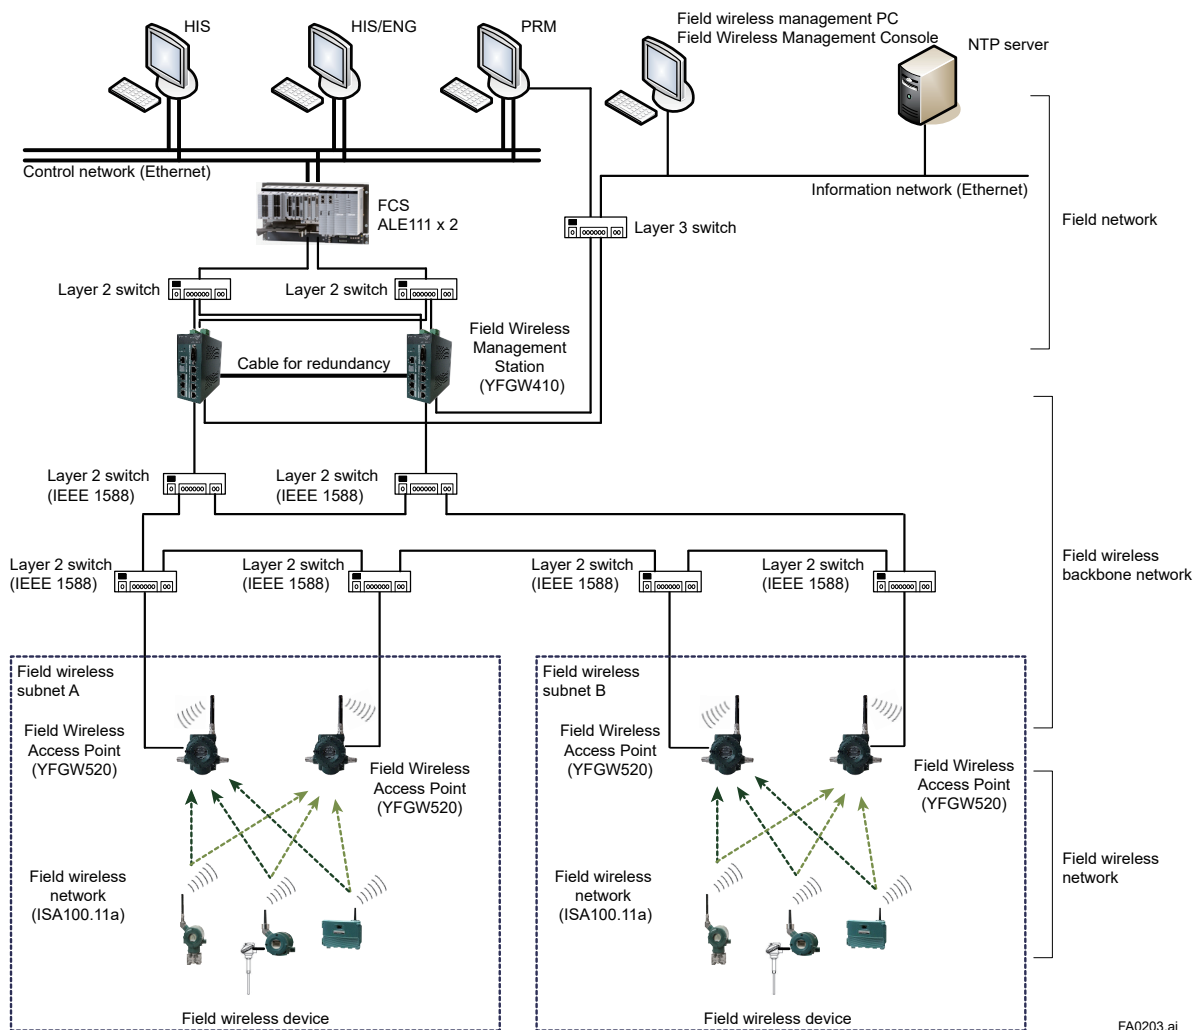 HIS
HIS/ENG
PRM
Field wireless management PC
Field Wireless Management Console
NTP server
Control network (Ethernet)
Information network (Ethernet)
FCS
ALE111 x 2
Layer 3 switch
Field network
Layer 2 switch
Layer 2 switch
Field Wireless
Management
Station
(YFGW410)
Cable for redundancy
Layer 2 switch
(IEEE 1588)
Layer 2 switch
(IEEE 1588)
Layer 2 switch
(IEEE 1588)
Layer 2 switch
(IEEE 1588)
Layer 2 switch
(IEEE 1588)
Layer 2 switch
(IEEE 1588)
Field wireless
backbone network
Field wireless
subnet A
Field Wireless
Access Point
(YFGW520)
Field Wireless
Access Point
(YFGW520)
Field wireless
network
(ISA100.11a)
Field wireless device
Field wireless
subnet B
Field Wireless
Access Point
(YFGW520)
Field Wireless
Access Point
(YFGW520)
Field wireless
network
(ISA100.11a)
Field wireless device
Field wireless
network
FA0203.ai